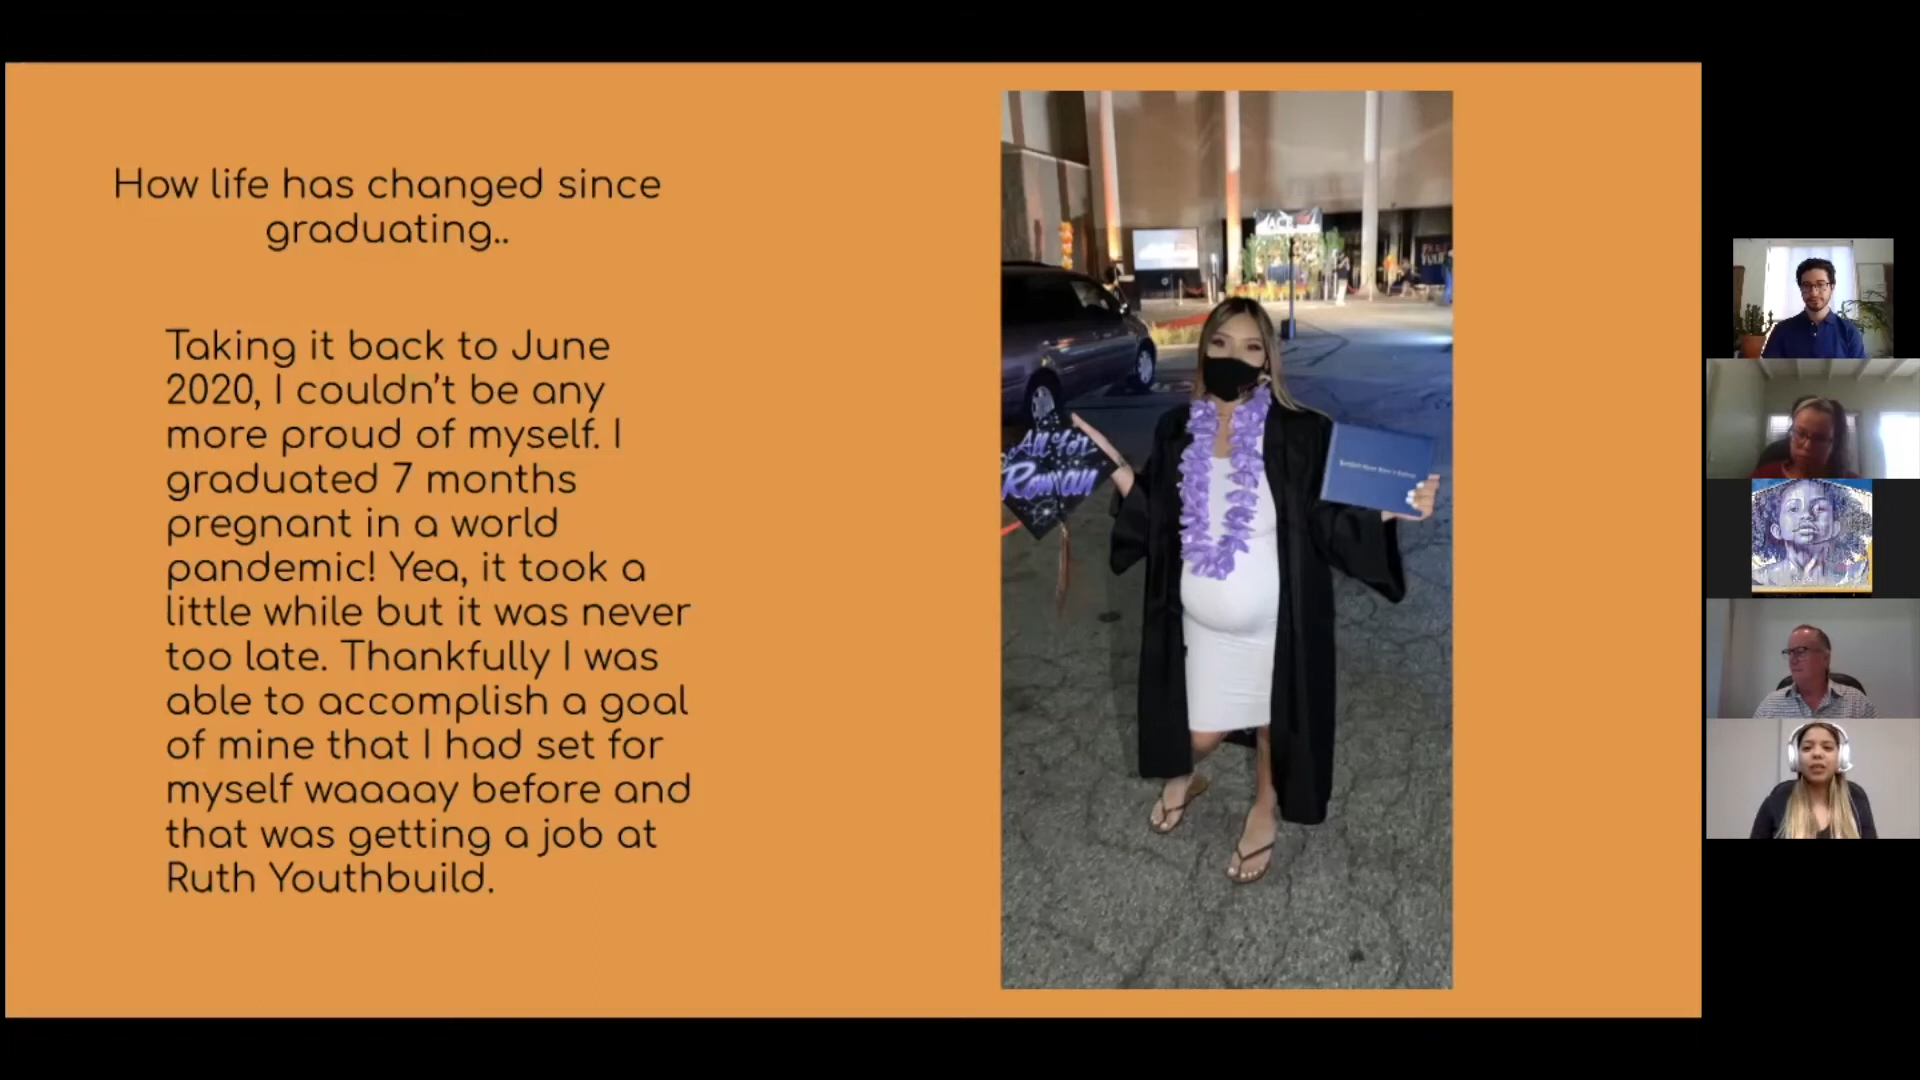 How life has changed since
graduating..
Taking it back to June
2020, I couldn't be any
more proud of myself. I
graduated 7 months
pregnant in a world
pandemic! Yea, it took a
little while but it was never
too late. Thankfully I was
able to accomplish a goal
of mine that I had set for
myself waaaay before and
that was getting a job at
Ruth Youthbuild.
All for
Roman